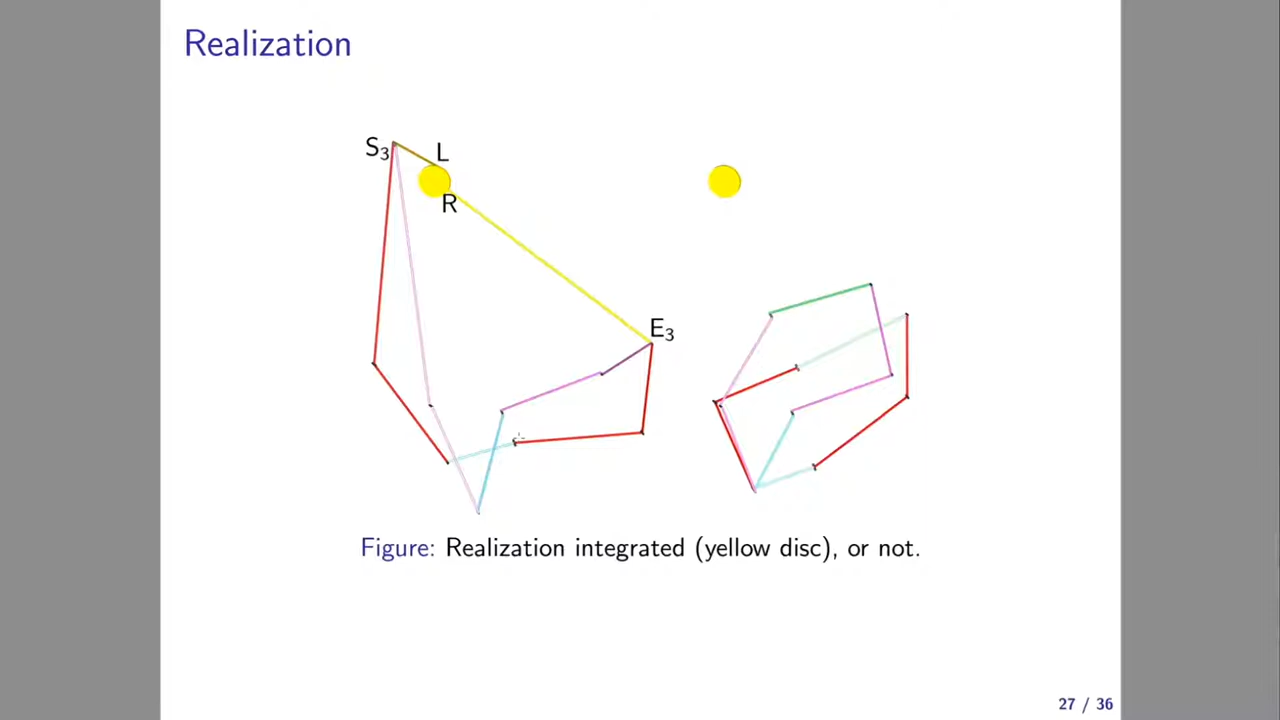 Realization
S3
L
R
E3
Figure: Realization integrated (yellow disc), or not.
27 / 36